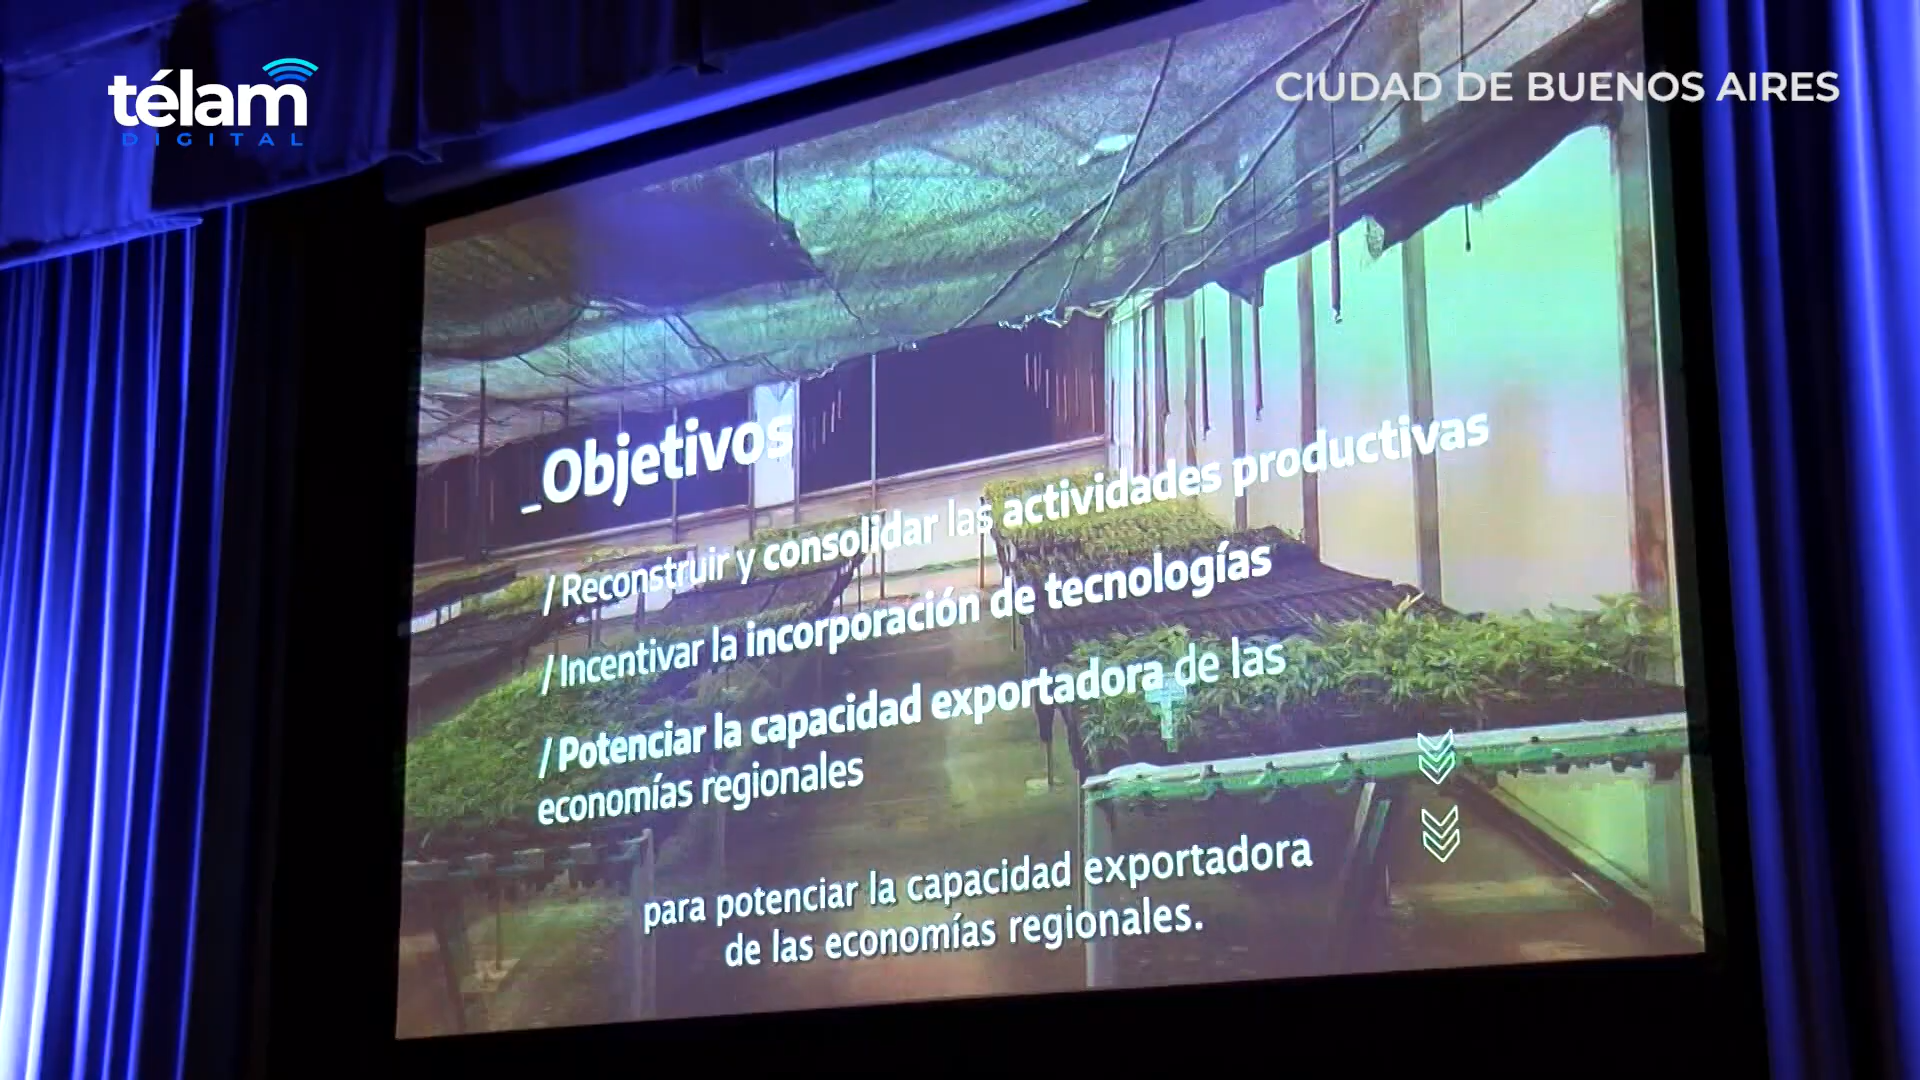 télam
DIGITAL
CIUDAD DE BUENOS AIRES
_Objetivos
/ Reconstruir y consolidar las actividades productivas
/ Incentivar la incorporación de tecnologías
/ Potenciar la capacidad exportadora de las
economías regionales
para potenciar la capacidad exportadora
de las economías regionales.